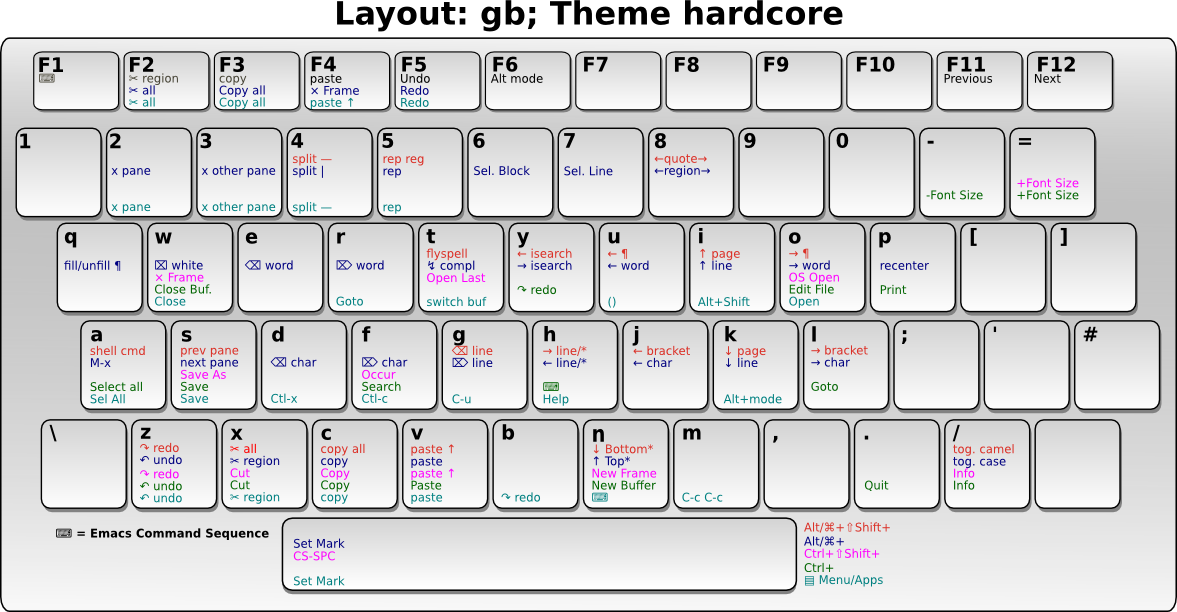 Layout: gb; Theme hardcore
F1
⌨
F2
✂ region
✂ all
✂ all
F3
copy
Copy all
Copy all
F4
paste
× Frame
paste ↑
F5
Undo
Redo
Redo
F6
Alt mode
F7
F8
F9
F10
F11
Previous
F12
Next
1
2
x pane
x pane
3
x other pane
x other pane
4
split —
split |
split —
5
rep reg
rep
rep
6
Sel. Block
7
Sel. Line
8
←quote→
←region→
9
0
-
-Font Size
=
+Font Size
+Font Size
q
fill/unfill ¶
w
⌧ white
× Frame
Close Buf.
Close
e
⌫ word
r
⌦ word
Goto
t
flyspell
↯ compl
Open Last
switch buf
y
← isearch
→ isearch
↷ redo
u
← ¶
← word
()
i
↑ page
↑ line
Alt+Shift
o
→ ¶
→ word
OS Open
Edit File
Open
p
recenter
Print
[
]
a
shell cmd
M-x
Select all
Sel All
s
prev pane
next pane
Save As
Save
Save
d
⌫ char
Ctl-x
f
⌦ char
Occur
Search
Ctl-c
g
⌫ line
⌦ line
C-u
h
→ line/*
← line/*
⌨
Help
j
← bracket
← char
k
↓ page
↓ line
Alt+mode
l
→ bracket
→ char
Goto
;
'
#
\
z
↷ redo
↶ undo
↷ redo
↶ undo
↶ undo
x
✂ all
✂ region
Cut
Cut
✂ region
c
copy all
copy
Copy
Copy
copy
v
paste ↑
paste
paste ↑
Paste
paste
b
↷ redo
n
↓ Bottom*
↑ Top*
New Frame
New Buffer
⌨
m
C-c C-c
,
.
Quit
/
tog. camel
tog. case
Info
Info
⌨ = Emacs Command Sequence
Set Mark
CS-SPC
Set Mark
Alt/⌘+⇧Shift+
Alt/⌘+
Ctrl+⇧Shift+
Ctrl+
▤ Menu/Apps